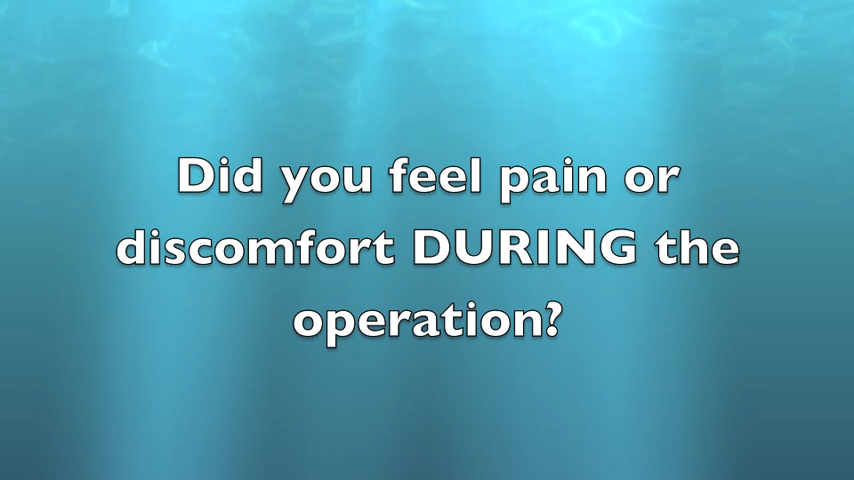 Did you feel pain or
discomfort DURING the
operation?